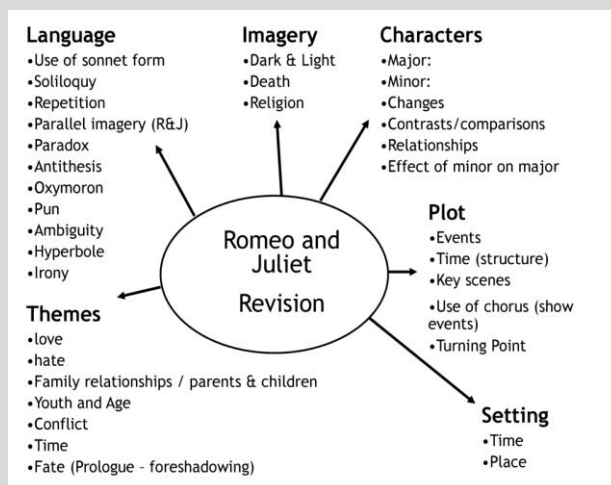 Language
•Use of sonnet form
•Soliloquy
•Repetition
•Parallel imagery (R&J)
•Paradox
•Antithesis
•Oxymoron
•Pun
•Ambiguity
•Hyperbole
•Irony
Imagery
•Dark & Light
•Death
•Religion
Characters
•Major:
•Minor:
•Changes
•Contrasts/comparisons
•Relationships
•Effect of minor on major
Romeo and
Juliet
Revision
Plot
•Events
•Time (structure)
•Key scenes
•Use of chorus (show
events)
•Turning Point
Themes
•love
•hate
•Family relationships / parents & children
•Youth and Age
•Conflict
•Time
•Fate (Prologue - foreshadowing)
Setting
•Time
•Place